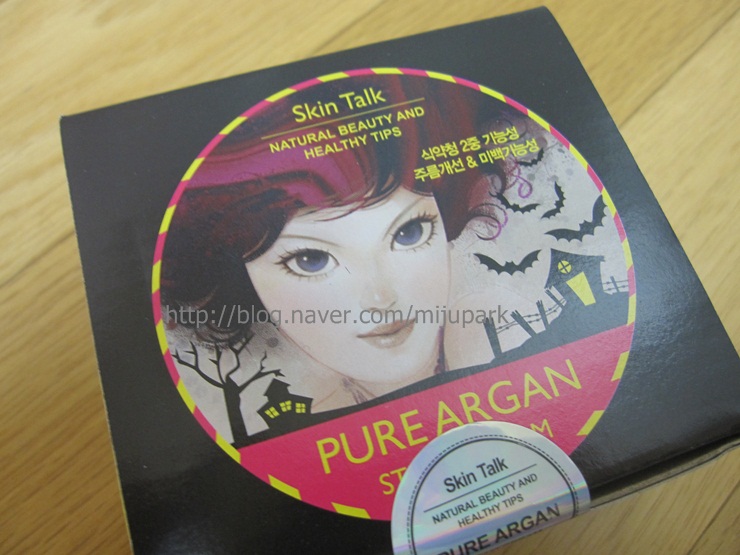 Skin Talk
NATURAL BEAUTY AND
HEALTHY TIPS
식약청 2중 기능성
주름개선 & 미백기능성
http://blog.naver.com/mijupark
PURE ARGAN
Skin Talk
NATURAL BEAUTY AND
HEALTHY TIPS
PURE ARGAN